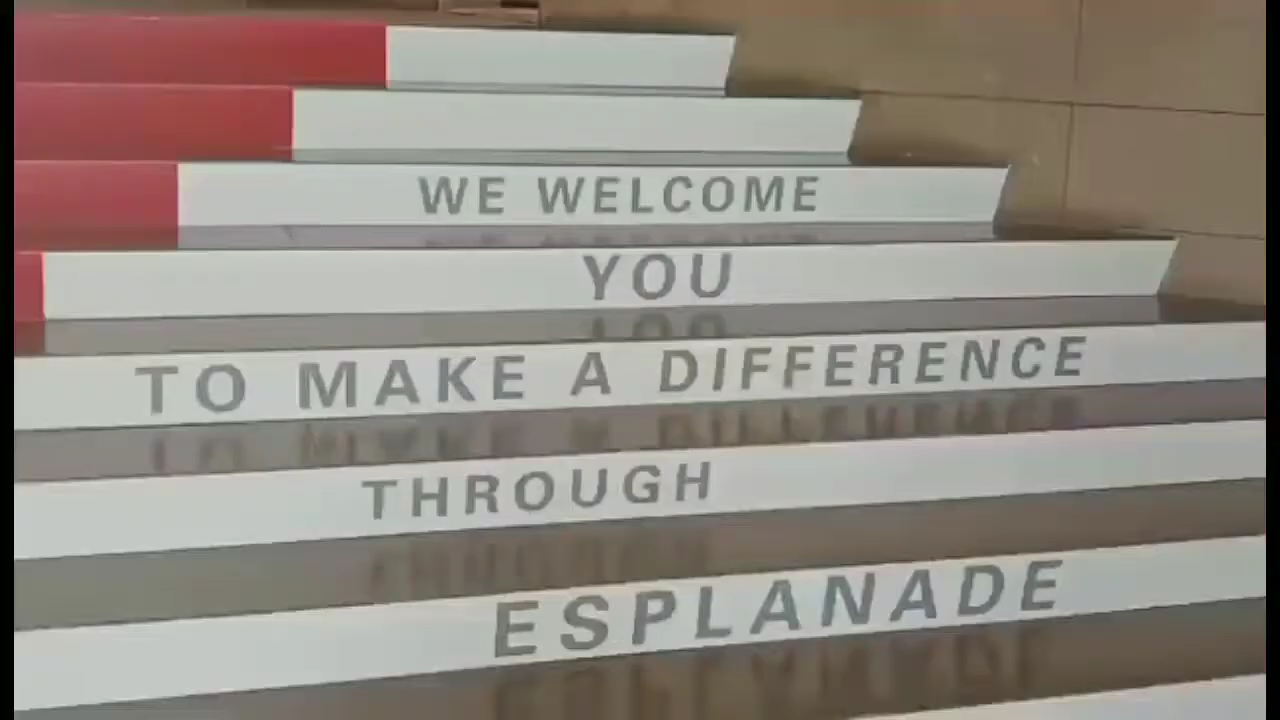 WE WELCOME
YOU
TO MAKE A DIFFERENCE
THROUGH
ESPLANADE